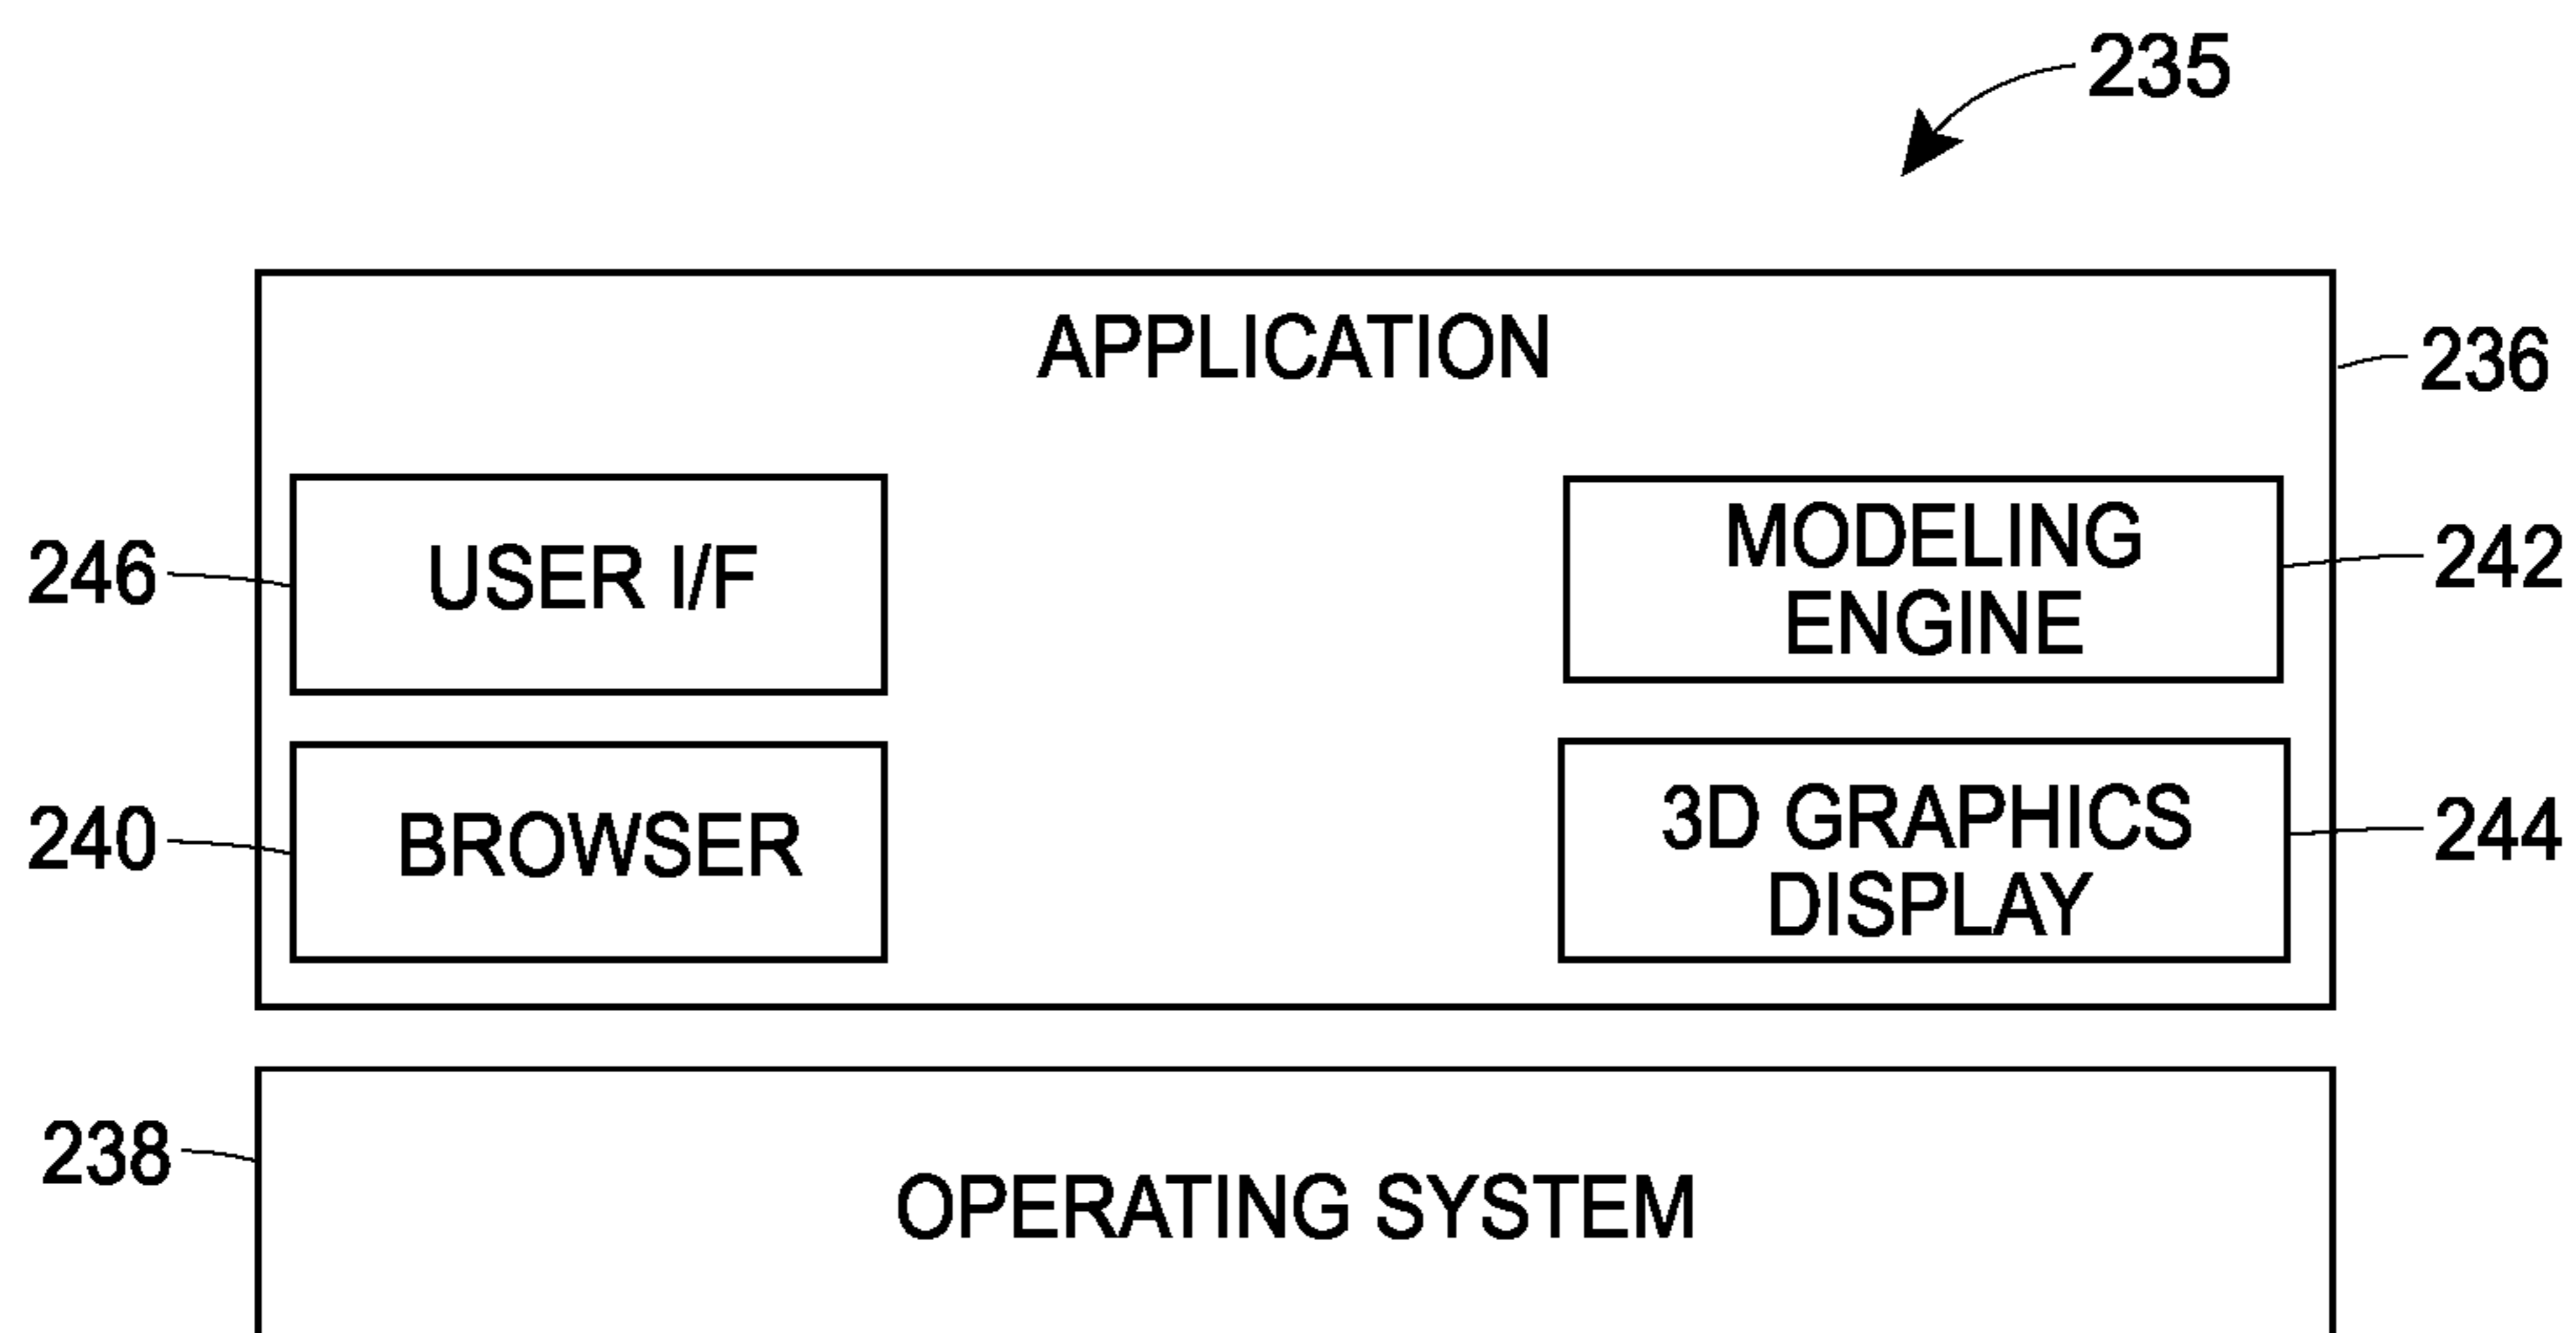 235
APPLICATION
236
246
USER I/F
MODELING
ENGINE
242
240
BROWSER
3D GRAPHICS
DISPLAY
244
238
OPERATING SYSTEM